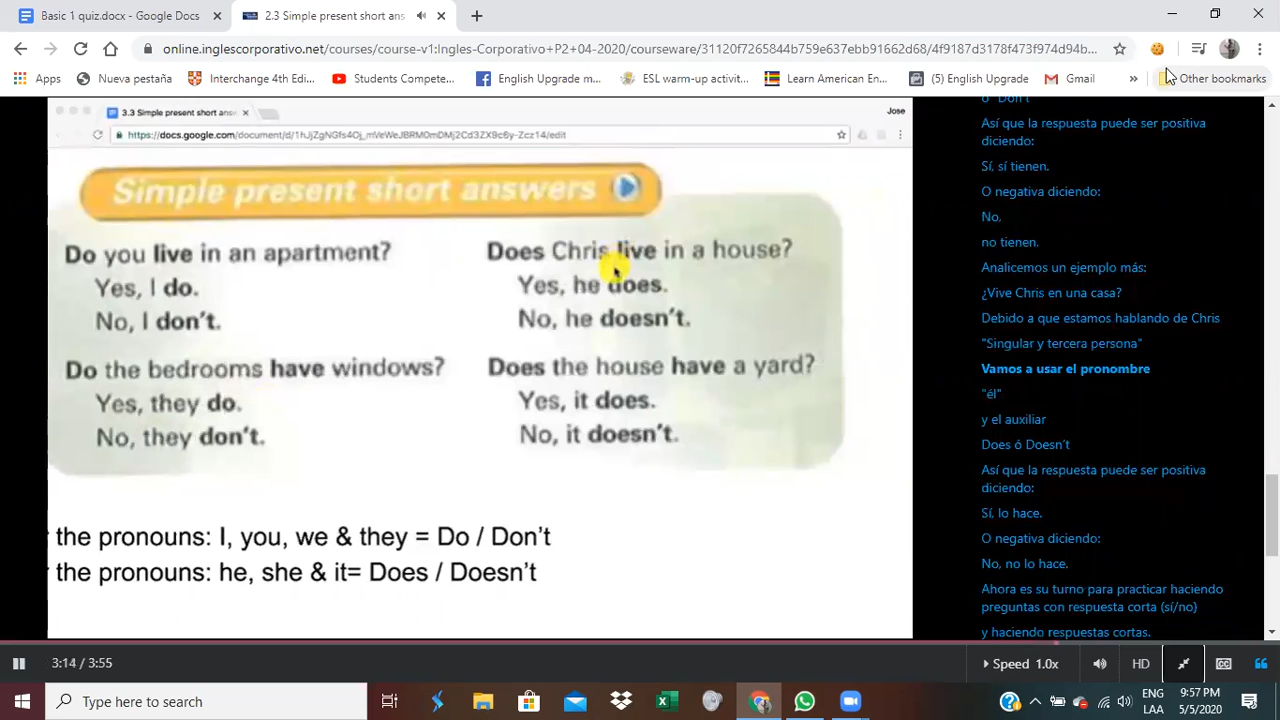 Basic 1 quiz.docx - Google Docs
2.3 Simple present short ans
online.inglescorporativo.net/courses/course-v1:Ingles-Corporativo+P2+04-2020/courseware/31120f7265844b759e637ebb91662d68/4f9187d3178f473f974d94b...
Apps
Nueva pestaña
Interchange 4th Edi...
Students Compete...
English Upgrade m...
ESL warm-up activi...
Learn American En...
(5) English Upgrade
Gmail
»
Other bookmarks
3.3 Simple present short ans
Jose
Simple present short answers
Do you live in an apartment?
Yes, I do.
No, I don't.
Do the bedrooms have windows?
Yes, they do.
No, they don't.
Does Chris live in a house?
Yes, he does.
No, he doesn't.
Does the house have a yard?
Yes, it does.
No, it doesn't.
the pronouns: I, you, we & they = Do / Don't
the pronouns: he, she & it= Does / Doesn't
ó Don't
Así que la respuesta puede ser positiva
diciendo:
Sí, sí tienen.
O negativa diciendo:
No,
no tienen.
Analicemos un ejemplo más:
¿Vive Chris en una casa?
Debido a que estamos hablando de Chris
"Singular y tercera persona"
Vamos a usar el pronombre
"él"
y el auxiliar
Does ó Doesn't
Así que la respuesta puede ser positiva
diciendo:
Sí, lo hace.
O negativa diciendo:
No, no lo hace.
Ahora es su turno para practicar haciendo
preguntas con respuesta corta (sí/no)
y haciendo respuestas cortas.
3:14 / 3:55
Speed 1.0x
HD
Type here to search
ENG
LAA
9:57 PM
5/5/2020